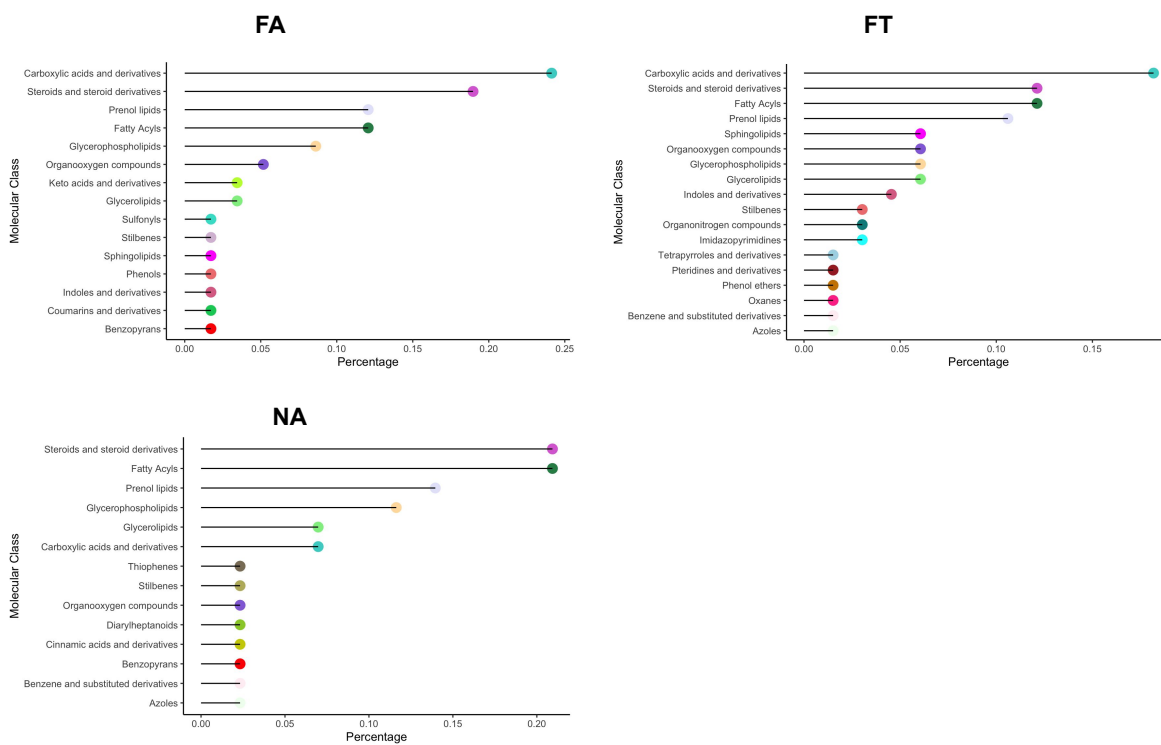 FA
Carboxylic acids and derivatives
Steroids and steroid derivatives
Prenol lipids
Fatty Acyls
Glycerophospholipids
Organooxygen compounds
Keto acids and derivatives
Glycerolipids
Sulfonyls
Stilbenes
Sphingolipids
Phenols
Indoles and derivatives
Coumarins and derivatives
Benzopyrans
Molecular Class
0.00 0.05 0.10 0.15 0.20 0.25
Percentage
FT
Carboxylic acids and derivatives
Steroids and steroid derivatives
Fatty Acyls
Prenol lipids
Sphingolipids
Organooxygen compounds
Glycerophospholipids
Glycerolipids
Indoles and derivatives
Stilbenes
Organonitrogen compounds
Imidazopyrimidines
Tetrapyrroles and derivatives
Pteridines and derivatives
Phenol ethers
Oxanes
Benzene and substituted derivatives
Azoles
Molecular Class
0.00 0.05 0.10 0.15
Percentage
NA
Steroids and steroid derivatives
Fatty Acyls
Prenol lipids
Glycerophospholipids
Glycerolipids
Carboxylic acids and derivatives
Thiophenes
Stilbenes
Organooxygen compounds
Diarylheptanoids
Cinnamic acids and derivatives
Benzopyrans
Benzene and substituted derivatives
Azoles
Molecular Class
0.00 0.05 0.10 0.15 0.20
Percentage